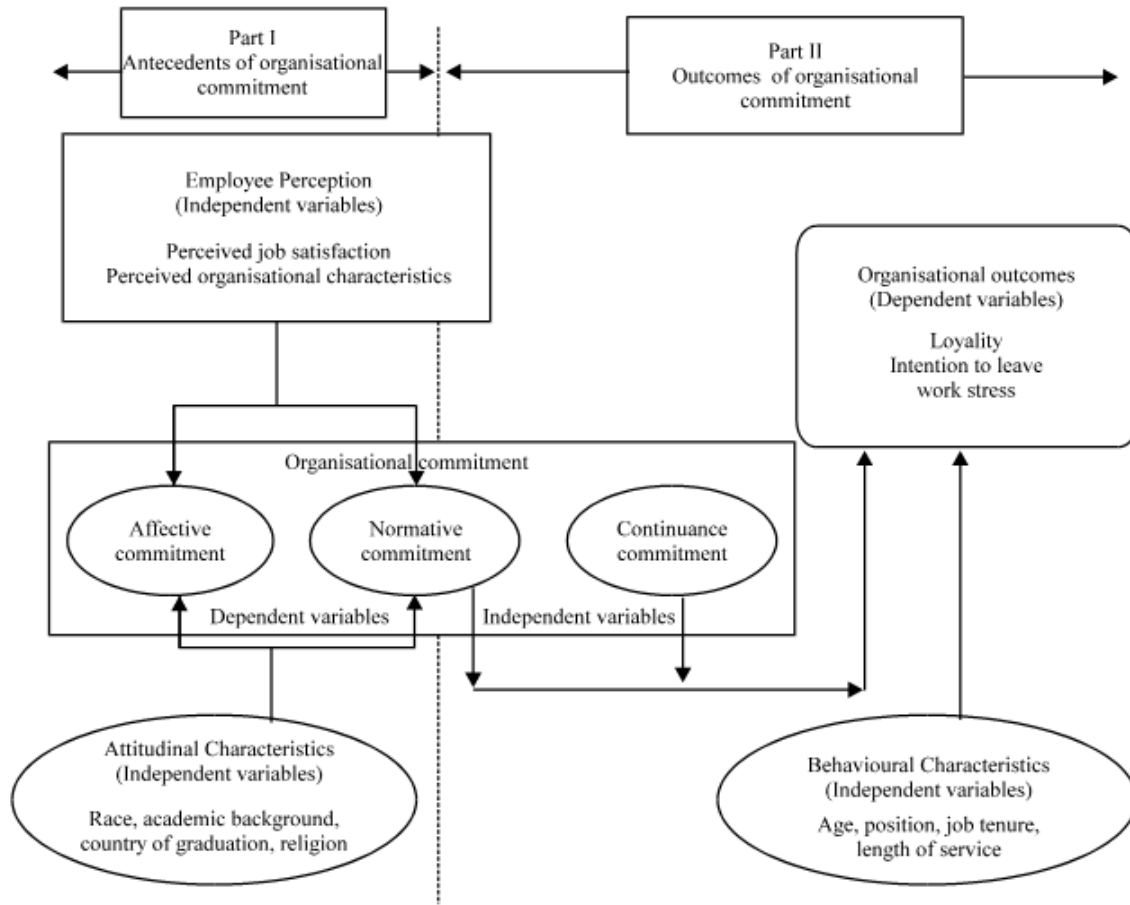 Part I
Antecedents of organisational
commitment
Part II
Outcomes of organisational
commitment
Employee Perception
(Independent variables)
Perceived job satisfaction
Perceived organisational characteristics
Organisational outcomes
(Dependent variables)
Loyality
Intention to leave
work stress
Organisational commitment
Affective
commitment
Normative
commitment
Continuance
commitment
Dependent variables
Independent variables
Attitudinal Characteristics
(Independent variables)
Race, academic background,
country of graduation, religion
Behavioural Characteristics
(Independent variables)
Age, position, job tenure,
length of service